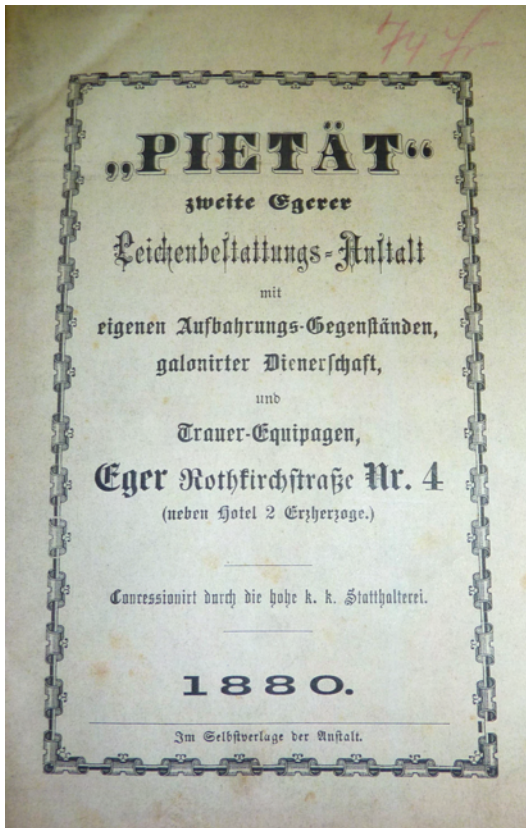 „PIETÄT“
zweite Egerer
Leichenbestattungs-Anstalt
mit
eigenen Aufbahrungs-Gegenständen,
galonirter Dienerschaft,
und
Trauer-Equipagen,
Eger Rothkirchstraße Nr. 4
(neben Hotel 2 Erzherzoge.)
Concessionirt durch die hohe k. k. Statthalterei.
1880.
Im Selbstverlage der Anstalt.